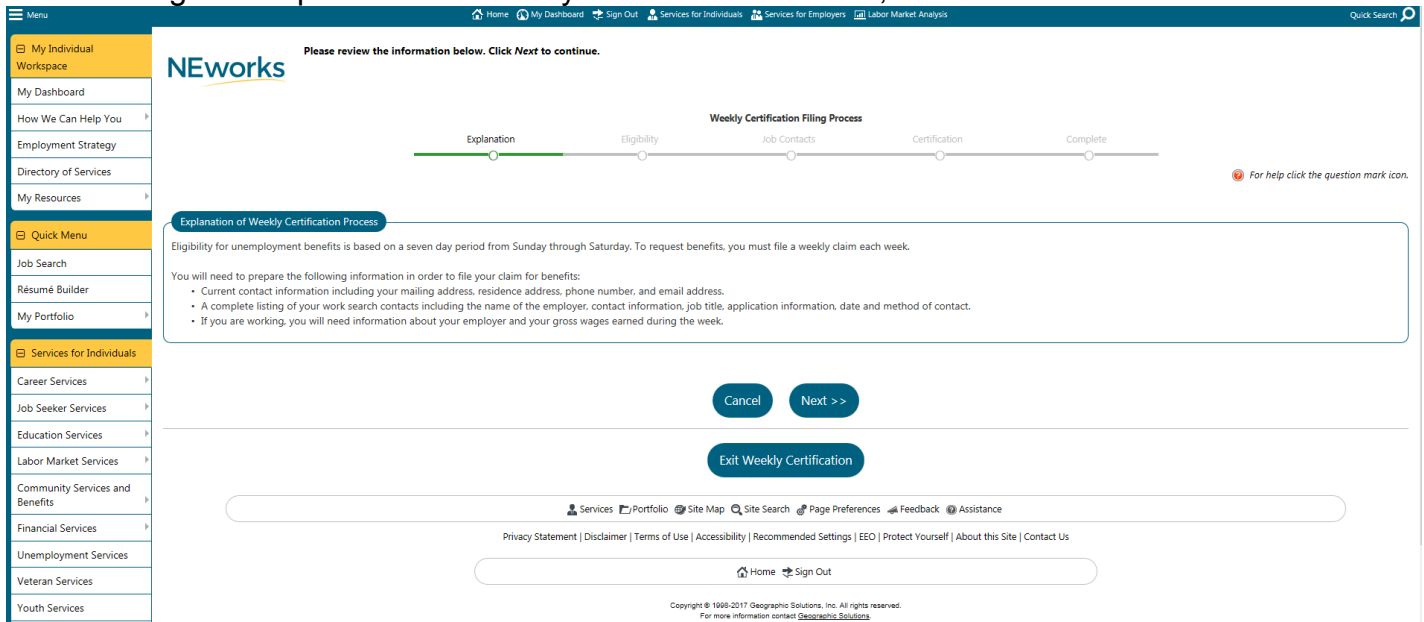 Menu
Home My Dashboard Sign Out Services for Individuals Services for Employers Labor Market Analysis
Quick Search
My Individual
Workspace
My Dashboard
How We Can Help You
Employment Strategy
Directory of Services
My Resources
Quick Menu
Job Search
Résumé Builder
My Portfolio
Services for Individuals
Career Services
Job Seeker Services
Education Services
Labor Market Services
Community Services and
Benefits
Financial Services
Unemployment Services
Veteran Services
Youth Services
NEworks
Please review the information below. Click Next to continue.
Weekly Certification Filing Process
Explanation Eligibility Job Contacts Certification Complete
For help click the question mark icon.
Explanation of Weekly Certification Process
Eligibility for unemployment benefits is based on a seven day period from Sunday through Saturday. To request benefits, you must file a weekly claim each week.
You will need to prepare the following information in order to file your claim for benefits:
• Current contact information including your mailing address, residence address, phone number, and email address.
• A complete listing of your work search contacts including the name of the employer, contact information, job title, application information, date and method of contact.
• If you are working, you will need information about your employer and your gross wages earned during the week.
Cancel Next >>
Exit Weekly Certification
Services Portfolio Site Map Site Search Page Preferences Feedback Assistance
Privacy Statement | Disclaimer | Terms of Use | Accessibility | Recommended Settings | EEO | Protect Yourself | About this Site | Contact Us
Home Sign Out
Copyright © 1998-2017 Geographic Solutions, Inc. All rights reserved.
For more information contact Geographic Solutions.